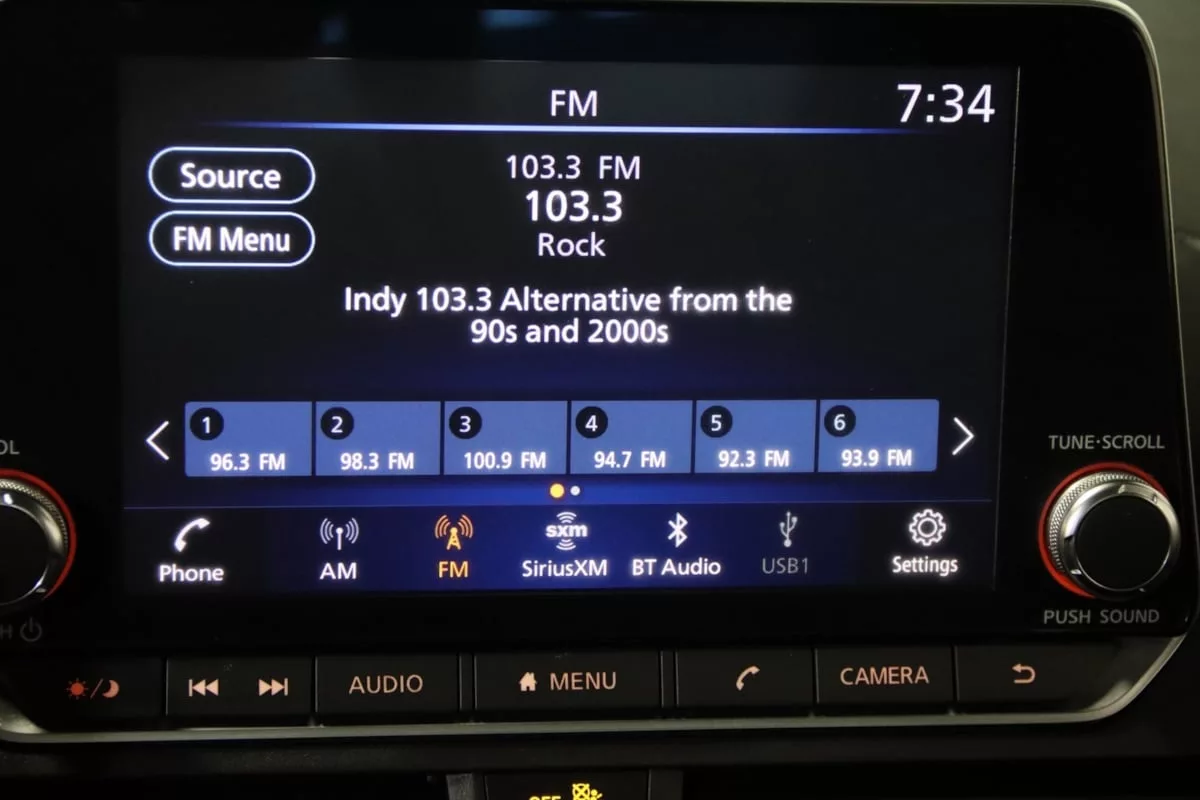 FM
7:34
Source
FM Menu
103.3 FM
103.3
Rock
Indy 103.3 Alternative from the
90s and 2000s
1
2
3
4
5
6
96.3 FM
98.3 FM
100.9 FM
94.7 FM
92.3 FM
93.9 FM
OL
TUNE·SCROLL
sxm
Phone
AM
FM
SiriusXM
BT Audio
USB1
Settings
H
PUSH SOUND
AUDIO
MENU
CAMERA
OFF